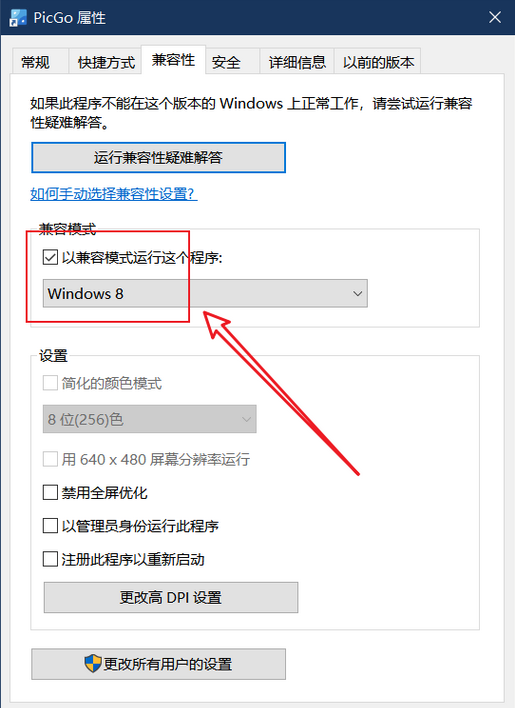 PicGo 属性
常规 快捷方式 兼容性 安全 详细信息 以前的版本
如果此程序不能在这个版本的 Windows 上正常工作，请尝试运行兼容
性疑难解答。
运行兼容性疑难解答
如何手动选择兼容性设置?
兼容模式
以兼容模式运行这个程序:
Windows 8
设置
简化的颜色模式
8 位(256)色
用 640 x 480 屏幕分辨率运行
禁用全屏优化
以管理员身份运行此程序
注册此程序以重新启动
更改高 DPI 设置
更改所有用户的设置